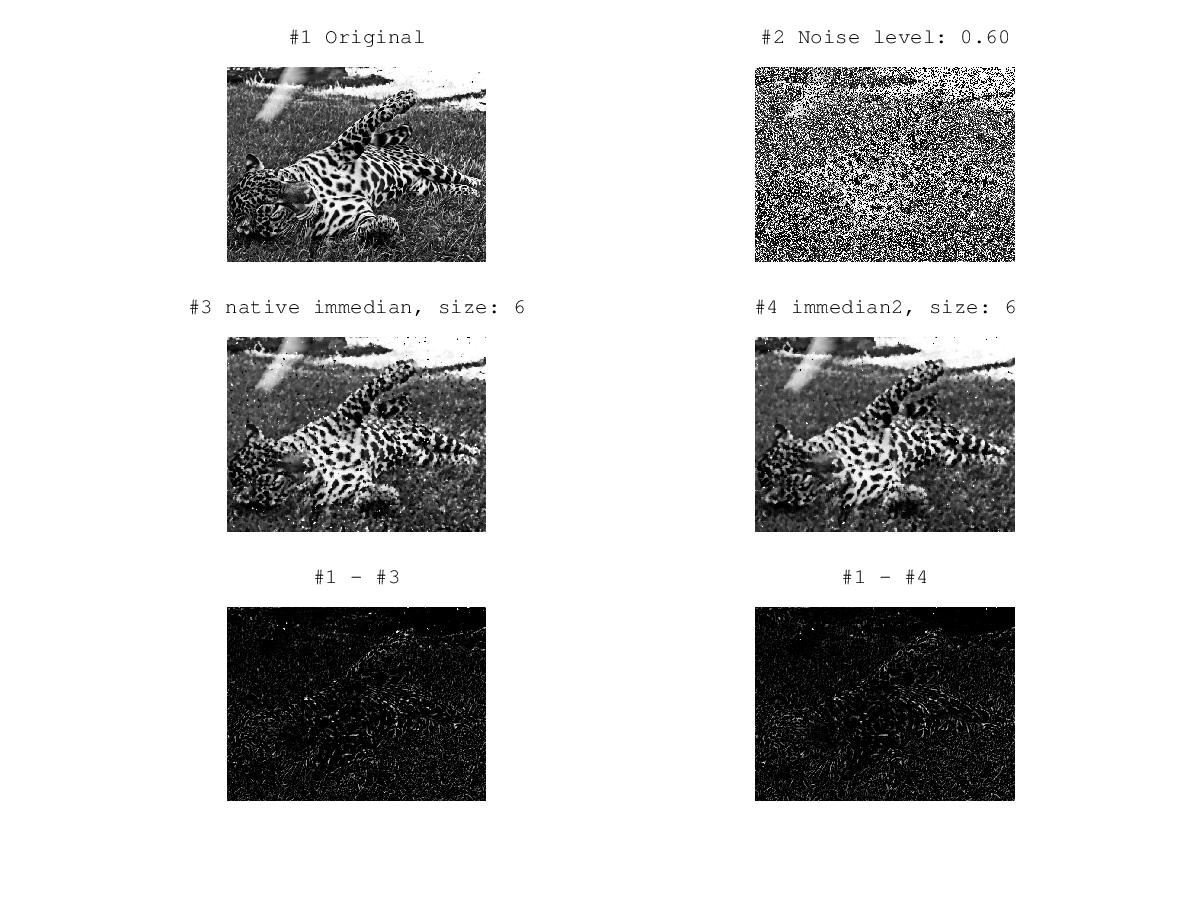 #1 Original
#2 Noise level: 0.60
#3 native immedian, size: 6
#4 immedian2, size: 6
#1 - #3
#1 - #4